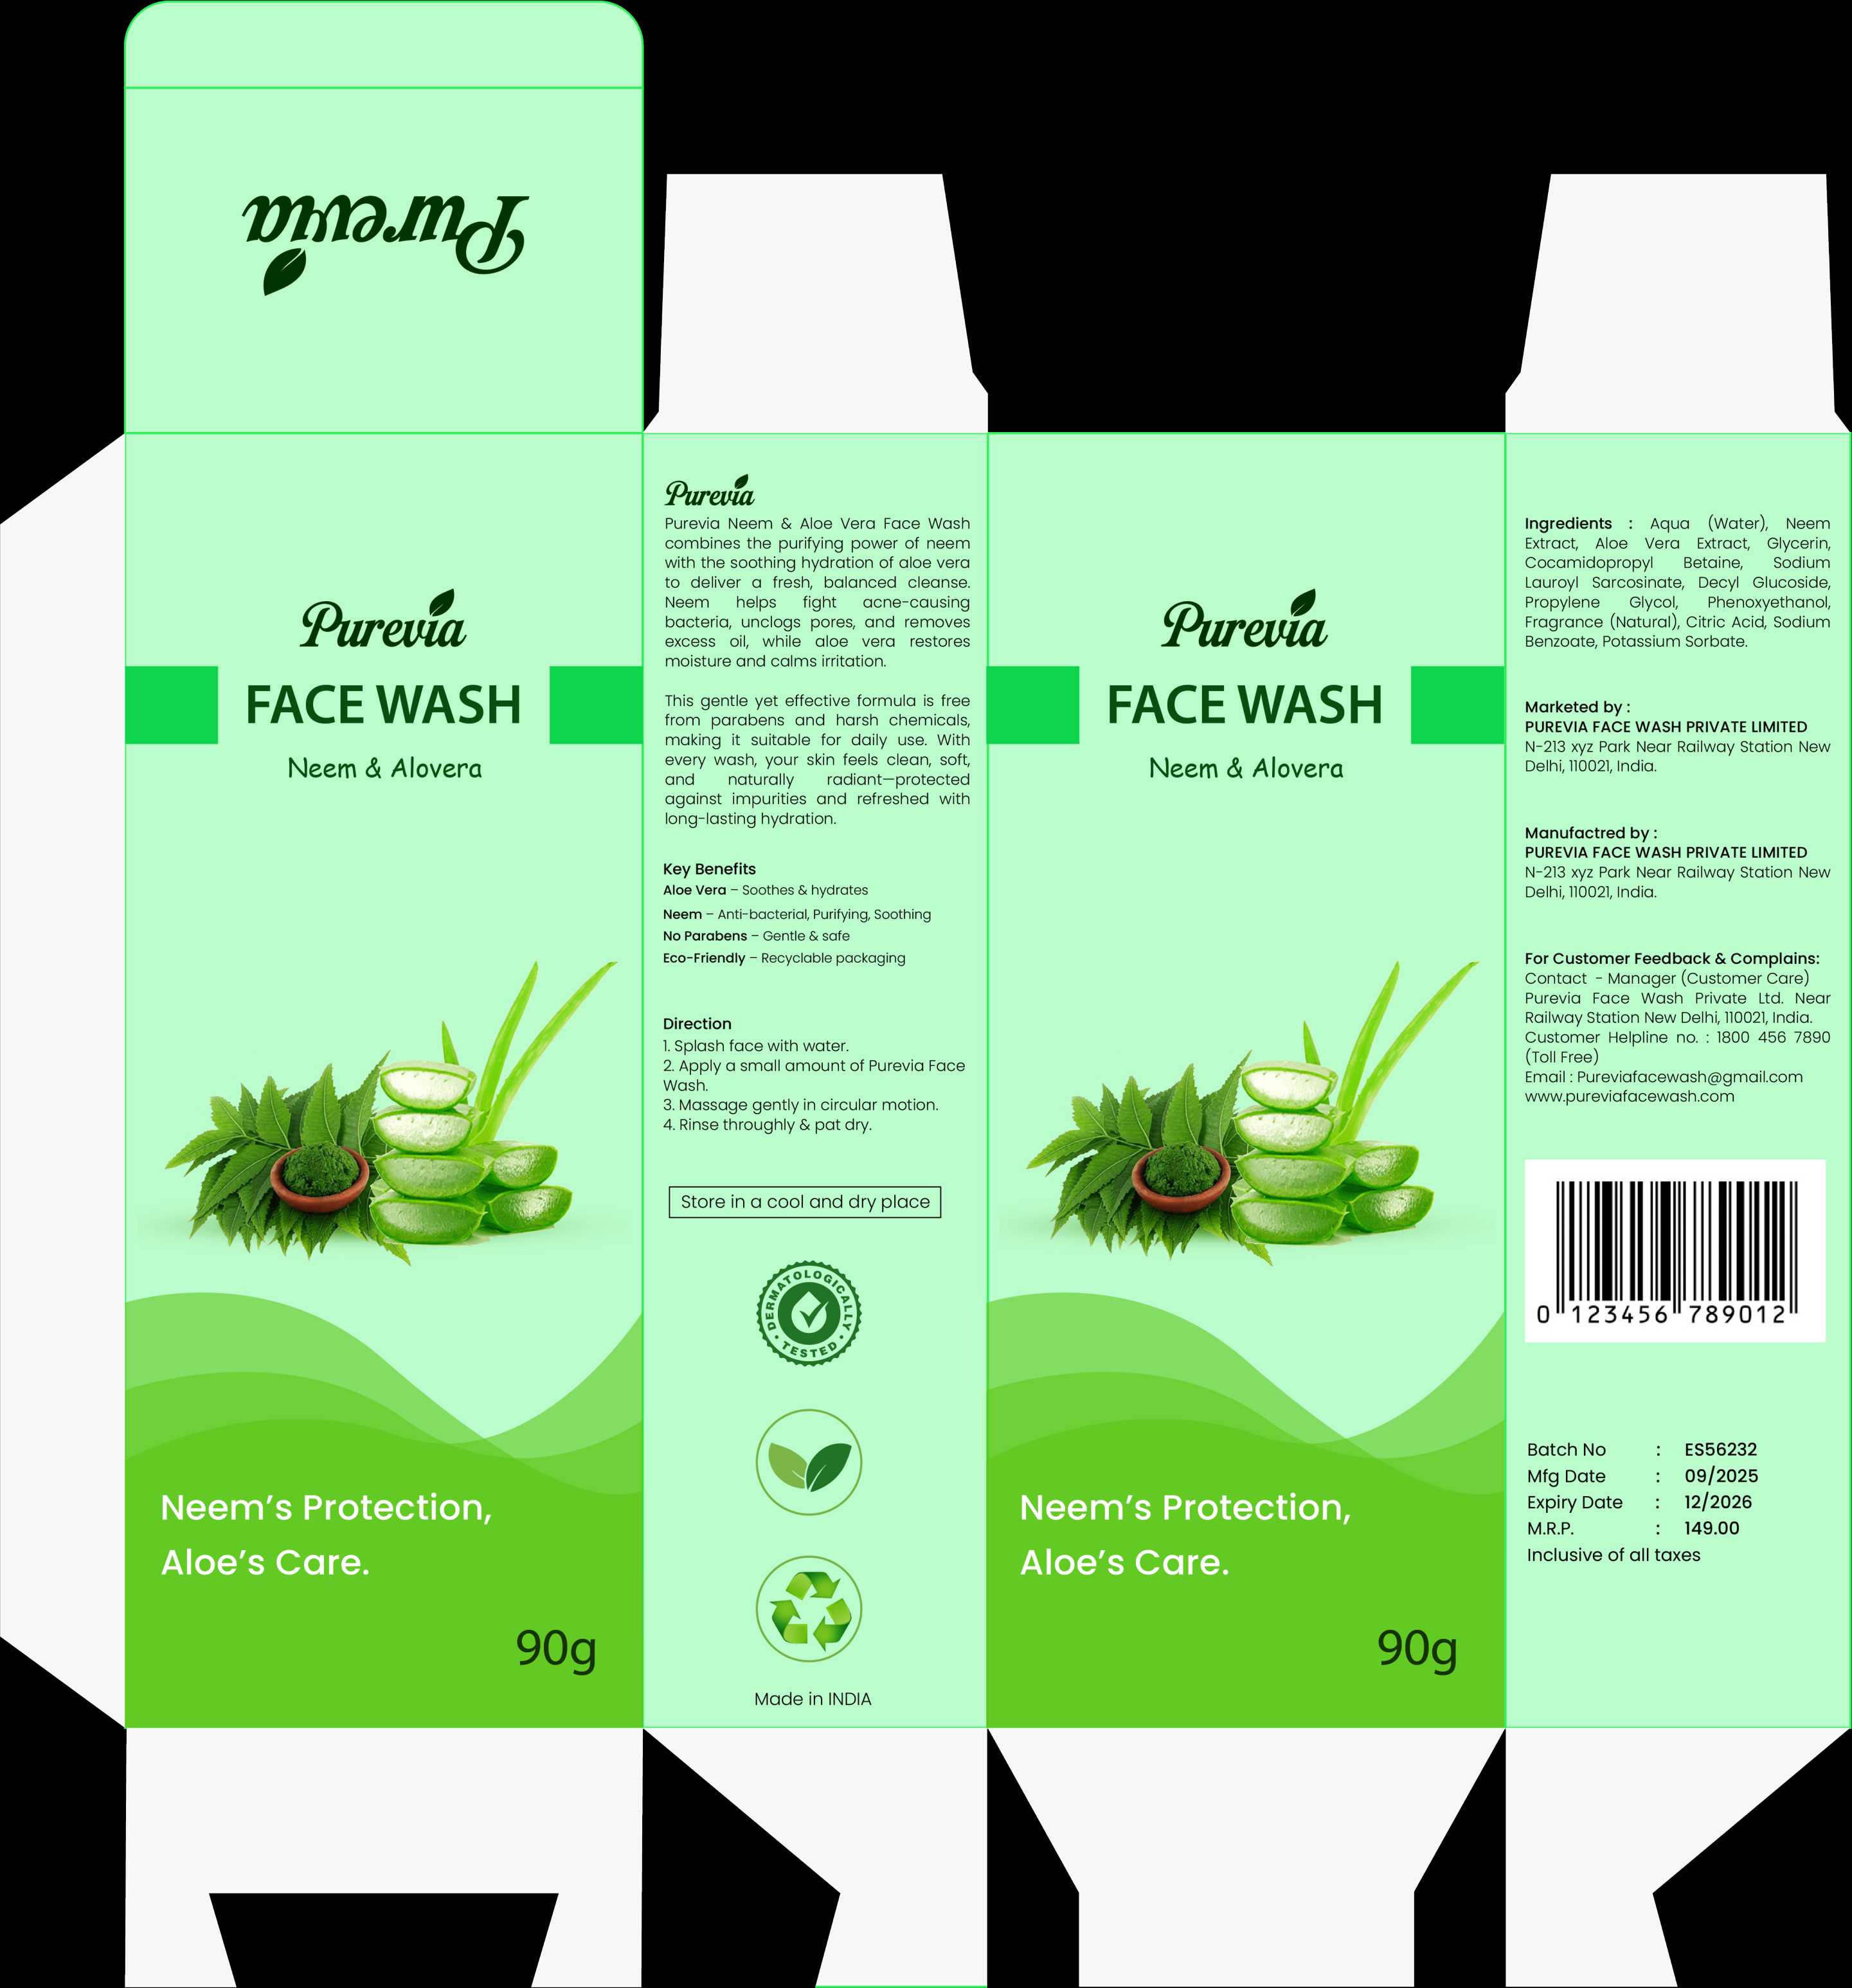 Purevia
Purevia
FACE WASH
Neem & Alovera
Neem’s Protection,
Aloe’s Care.
90g
Purevia
Purevia Neem & Aloe Vera Face Wash
combines the purifying power of neem
with the soothing hydration of aloe vera
to deliver a fresh, balanced cleanse.
Neem helps fight acne-causing
bacteria, unclogs pores, and removes
excess oil, while aloe vera restores
moisture and calms irritation.
This gentle yet effective formula is free
from parabens and harsh chemicals,
making it suitable for daily use. With
every wash, your skin feels clean, soft,
and naturally radiant—protected
against impurities and refreshed with
long-lasting hydration.
Key Benefits
Aloe Vera – Soothes & hydrates
Neem – Anti-bacterial, Purifying, Soothing
No Parabens – Gentle & safe
Eco-Friendly – Recyclable packaging
Direction
1. Splash face with water.
2. Apply a small amount of Purevia Face
Wash.
3. Massage gently in circular motion.
4. Rinse throughly & pat dry.
Store in a cool and dry place
DERMATOLOGICALLY
TESTED
Made in INDIA
Purevia
FACE WASH
Neem & Alovera
Neem’s Protection,
Aloe’s Care.
90g
Ingredients : Aqua (Water), Neem
Extract, Aloe Vera Extract, Glycerin,
Cocamidopropyl Betaine, Sodium
Lauroyl Sarcosinate, Decyl Glucoside,
Propylene Glycol, Phenoxyethanol,
Fragrance (Natural), Citric Acid, Sodium
Benzoate, Potassium Sorbate.
Marketed by :
PUREVIA FACE WASH PRIVATE LIMITED
N-213 xyz Park Near Railway Station New
Delhi, 110021, India.
Manufactred by :
PUREVIA FACE WASH PRIVATE LIMITED
N-213 xyz Park Near Railway Station New
Delhi, 110021, India.
For Customer Feedback & Complains:
Contact - Manager (Customer Care)
Purevia Face Wash Private Ltd. Near
Railway Station New Delhi, 110021, India.
Customer Helpline no. : 1800 456 7890
(Toll Free)
Email : Pureviafacewash@gmail.com
www.pureviafacewash.com
0 123456 789012
Batch No : ES56232
Mfg Date : 09/2025
Expiry Date : 12/2026
M.R.P. : 149.00
Inclusive of all taxes